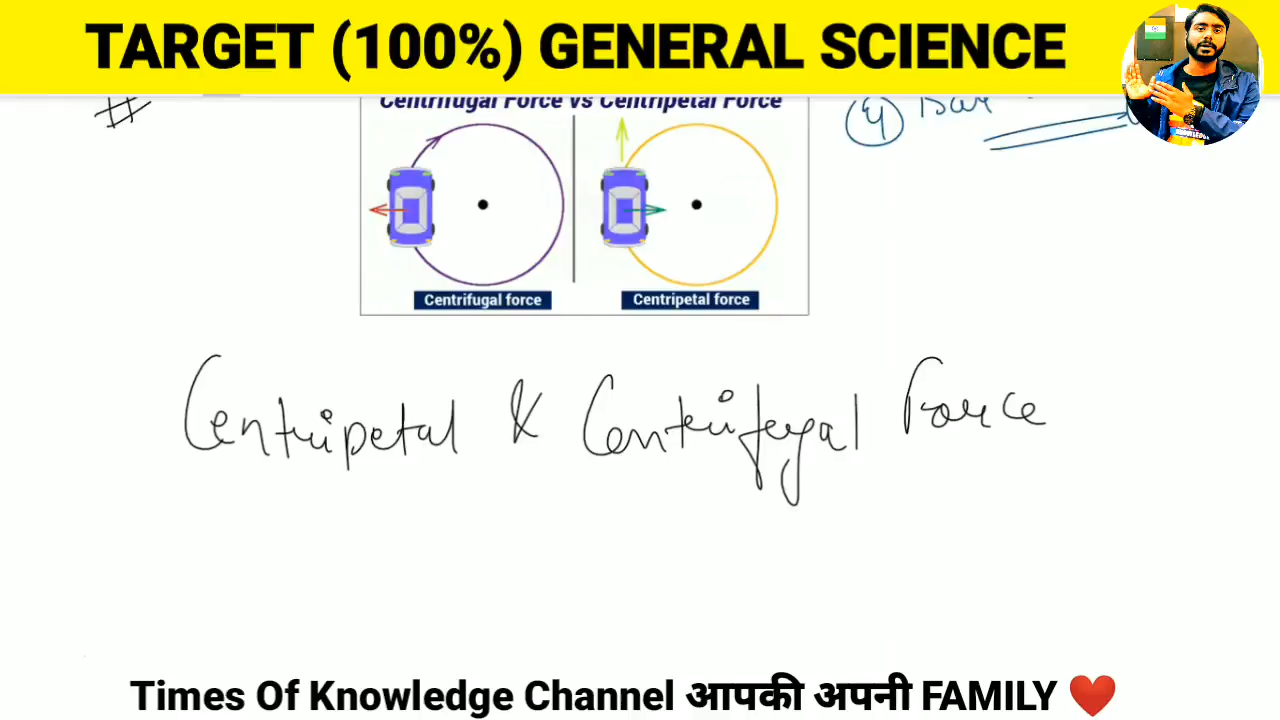 TARGET (100%) GENERAL SCIENCE
#
Centrifugal Force Vs Centripetal Force
4
Centrifugal force
Centripetal force
Centripetal & Centrifugal Force
Times Of Knowledge Channel आपकी अपनी FAMILY ❤️